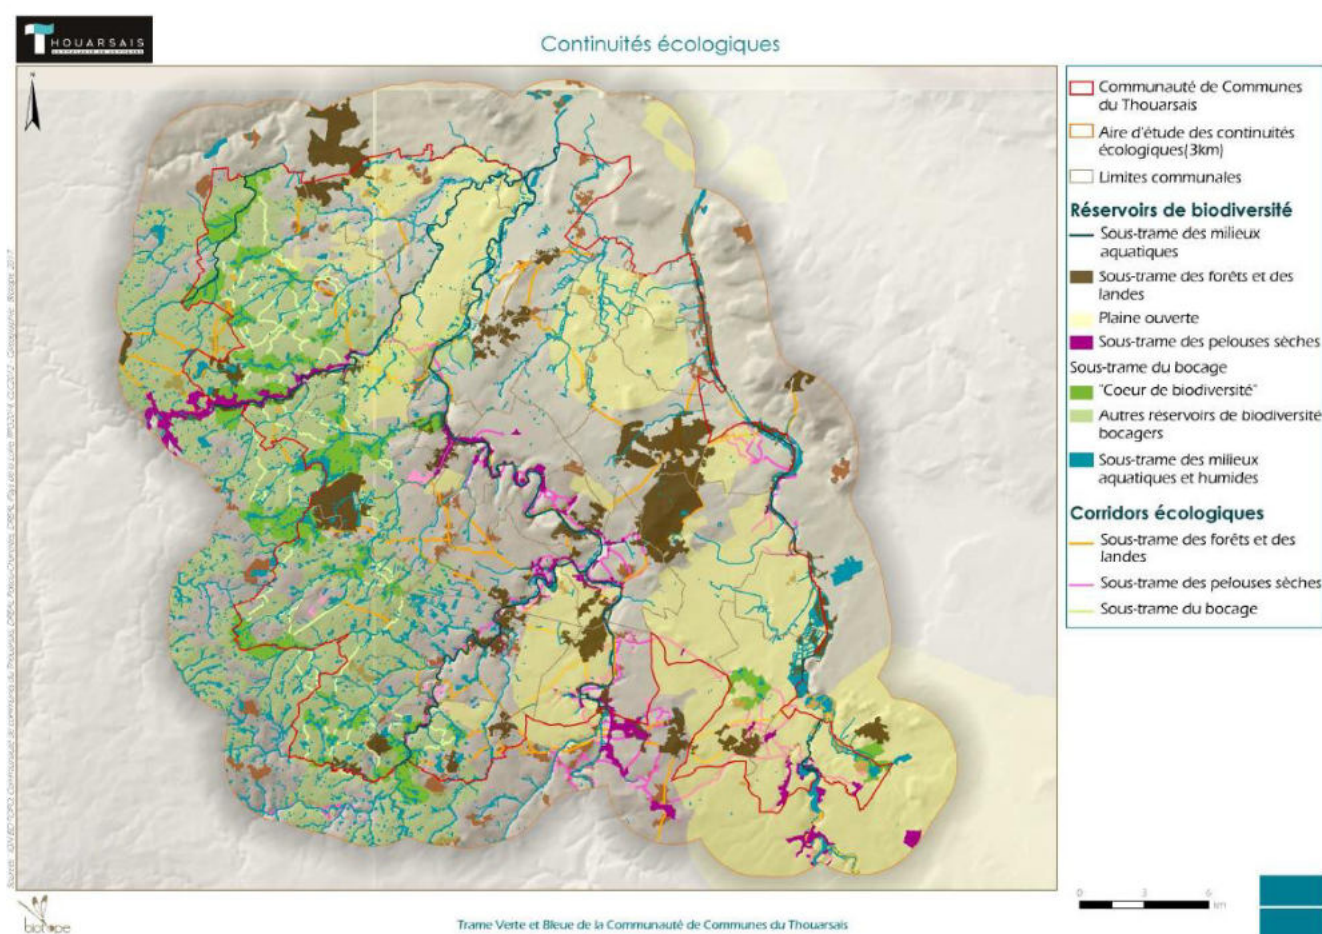 THOUARSAIS
Continuités écologiques
N
Communauté de Communes
du Thouarsais
Aire d'étude des continuités
écologiques(3km)
Limites communales
Réservoirs de biodiversité
Sous-trame des milieux
aquatiques
Sous-trame des forêts et des
landes
Plaine ouverte
Sous-trame des pelouses sèches
Sous-trame du bocage
"Coeur de biodiversité"
Autres réservoirs de biodiversité
bocagers
Sous-trame des milieux
aquatiques et humides
Corridors écologiques
Sous-trame des forêts et des
landes
Sous-trame des pelouses sèches
Sous-trame du bocage
0 3 6
km
biotope
Trame Verte et Bleue de la Communauté de Communes du Thouarsais